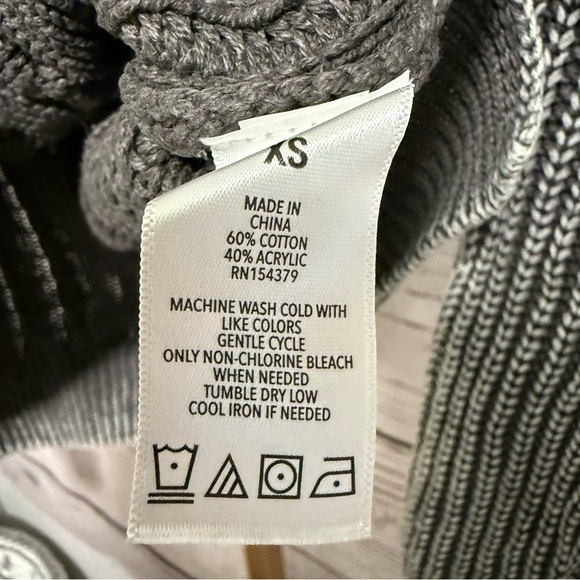 XS
MADE IN
CHINA
60% COTTON
40% ACRYLIC
RN154379
MACHINE WASH COLD WITH
LIKE COLORS
GENTLE CYCLE
ONLY NON-CHLORINE BLEACH
WHEN NEEDED
TUMBLE DRY LOW
COOL IRON IF NEEDED